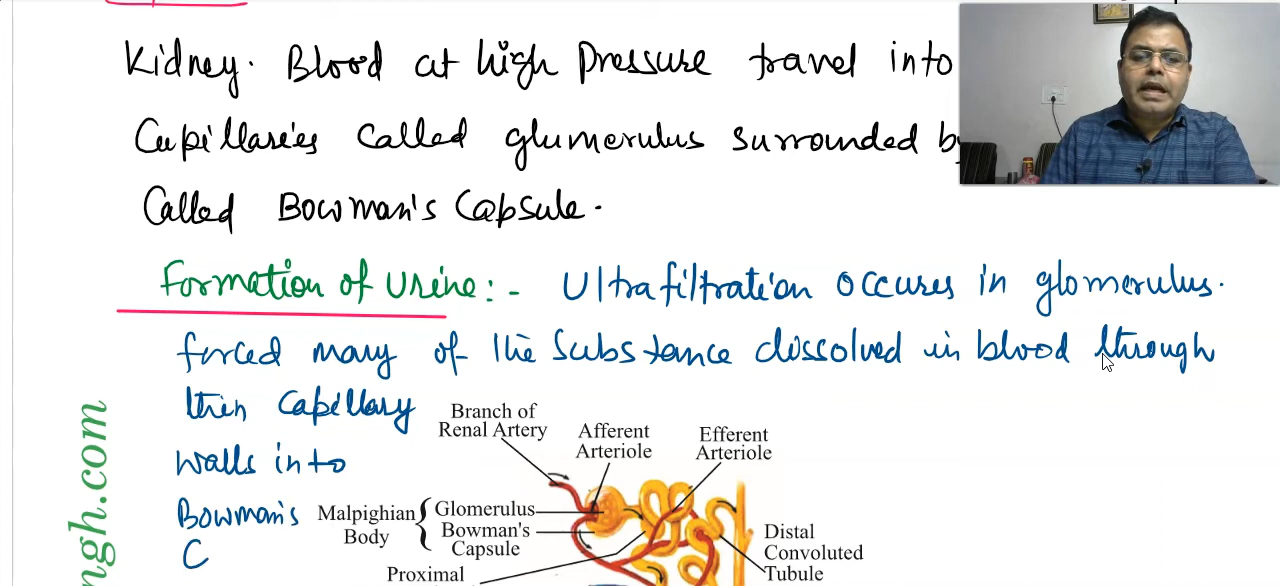 Kidney. Blood at high Pressure travel into
Capillaries called glumerulus surrounded by
Called Bowman's Capsule.
Formation of Urine:- Ultrafiltration occures in glomerulus.
forced many of the substance dissolved in blood through
thin capillary
walls into
Bowman's
C
Branch of
Renal Artery
Afferent
Arteriole
Efferent
Arteriole
Malpighian
Body
Glomerulus
Bowman's
Capsule
Distal
Convoluted
Tubule
Proximal
ngh.com